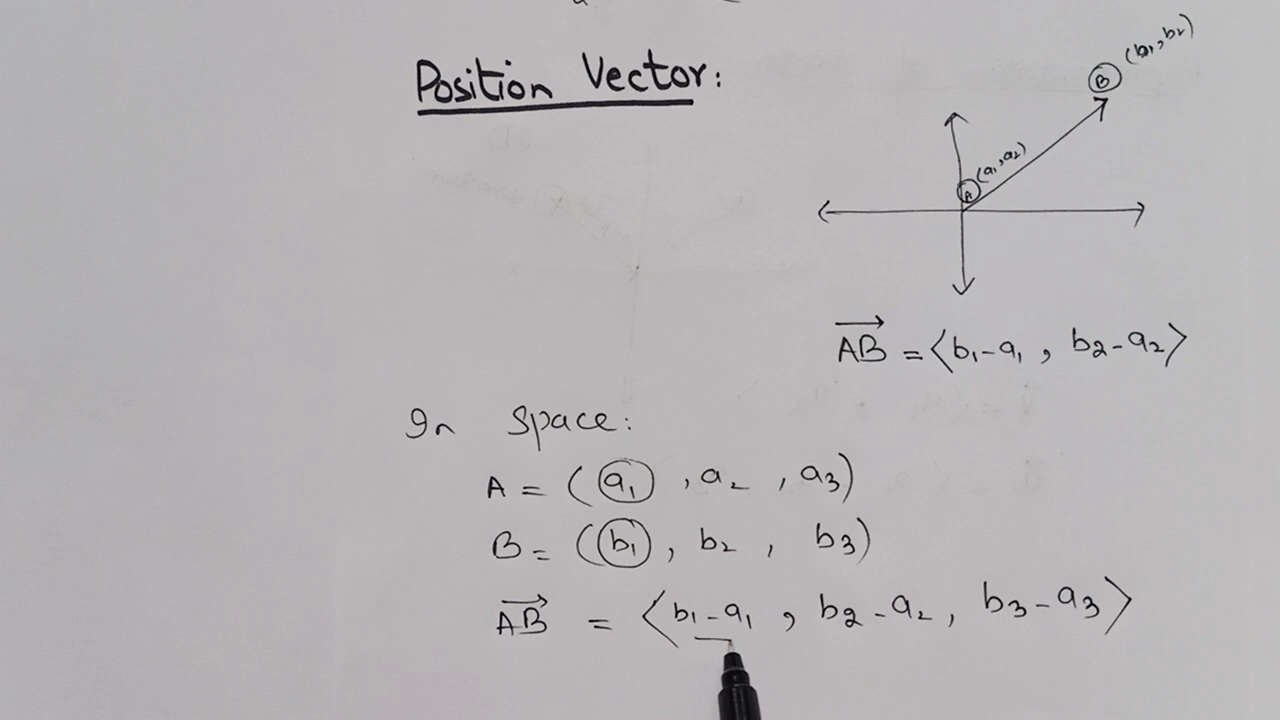 Position Vector:
(b1, b2)
B
(a1, a2)
A
AB = ⟨b1-a1, b2-a2⟩
In Space:
A = (a1, a2, a3)
B = (b1, b2, b3)
AB = ⟨b1-a1, b2-a2, b3-a3⟩